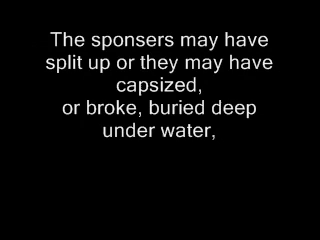 The sponsers may have
split up or they may have
capsized,
or broke, buried deep
under water,